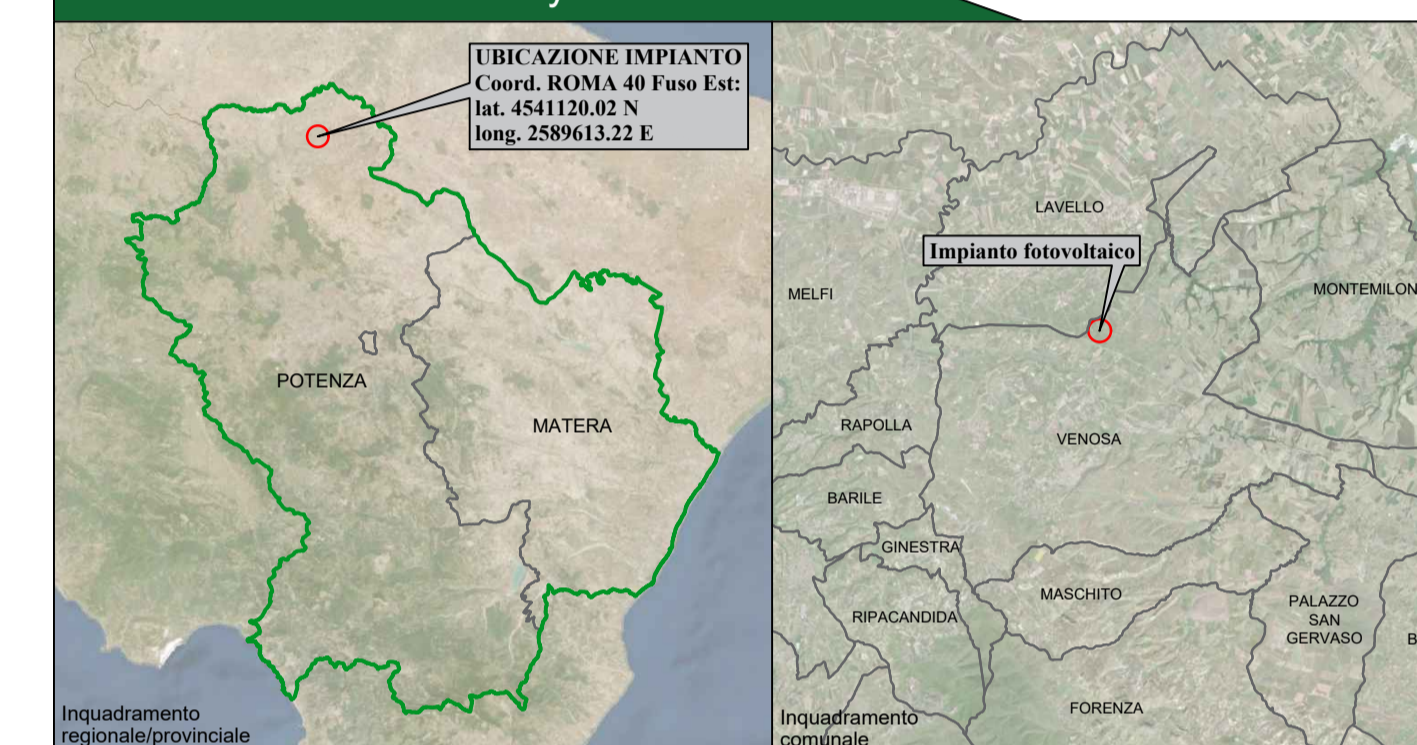 UBICAZIONE IMPIANTO
Coord. ROMA 40 Fuso Est:
lat. 4541120.02 N
long. 2589613.22 E
POTENZA
MATERA
Inquadramento
regionale/provinciale
LAVELLO
Impianto fotovoltaico
MELFI
MONTEMILON
RAPOLLA
VENOSA
BARILE
GINESTRA
MASCHITO
RIPACANDIDA
PALAZZO
SAN
GERVASO
B
FORENZA
Inquadramento
comunale